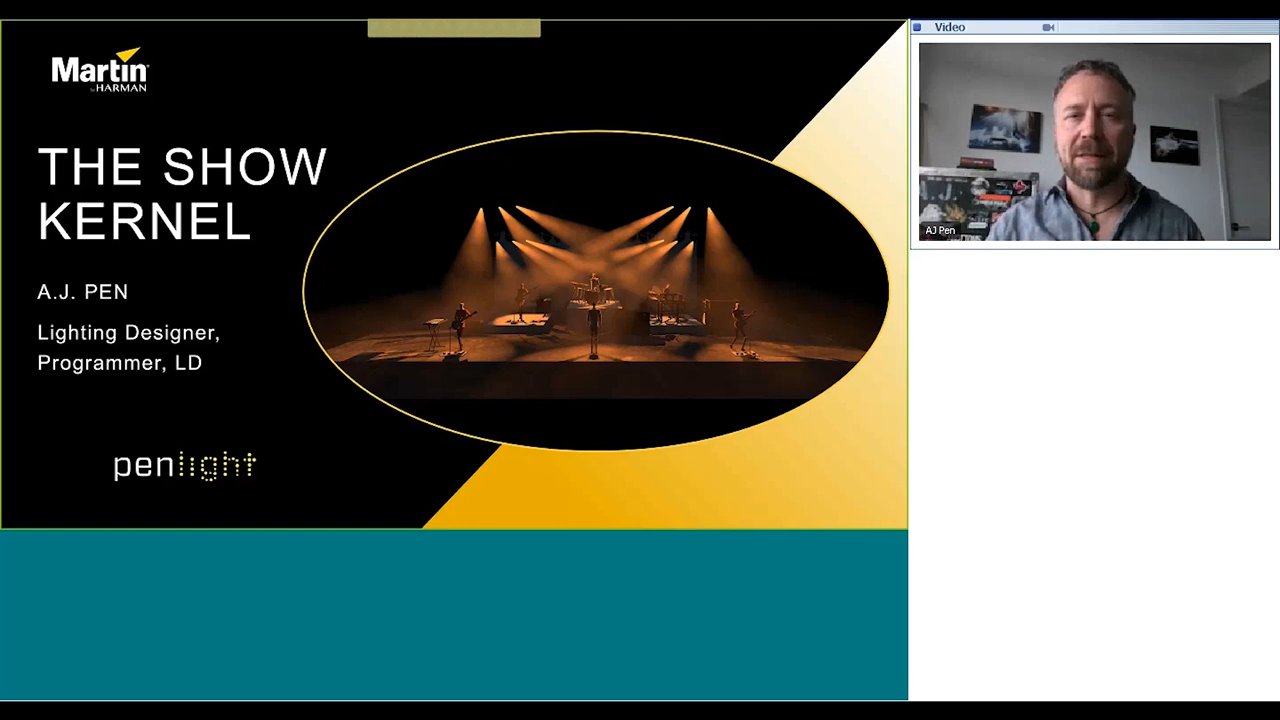 Martin
by HARMAN
THE SHOW
KERNEL
A.J. PEN
Lighting Designer,
Programmer, LD
penlight
Video
AJ Pen